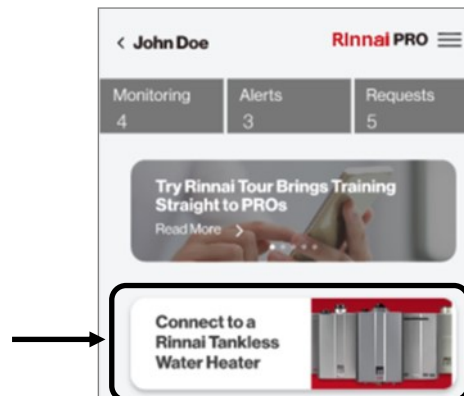 < John Doe
Rinnai PRO
Monitoring
Alerts
Requests
4
3
5
Try Rinnai Tour Brings Training
Straight to PROs
Read More >
Connect to a
Rinnai Tankless
Water Heater